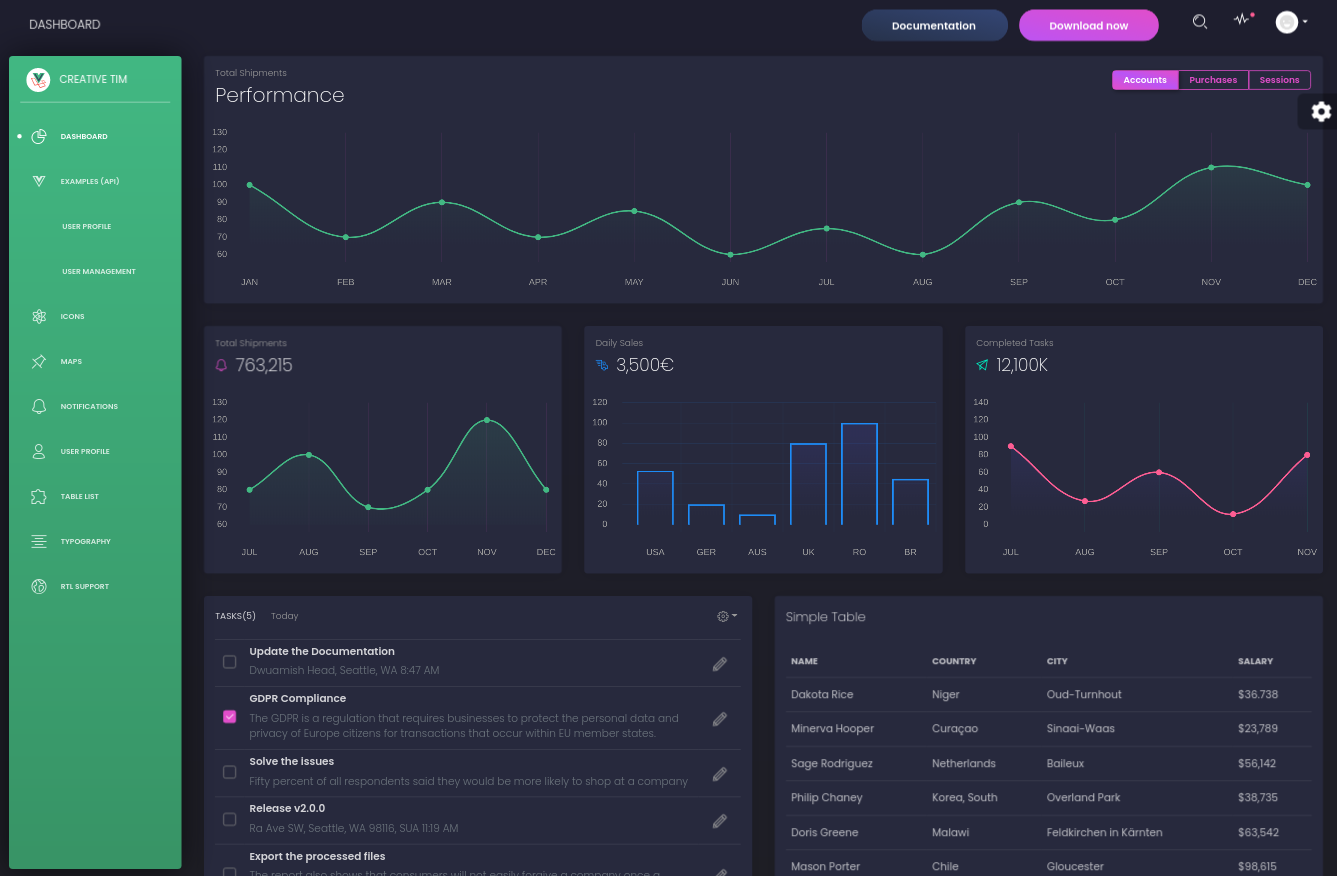 DASHBOARD
Documentation
Download now
CREATIVE TIM
DASHBOARD
EXAMPLES (API)
USER PROFILE
USER MANAGEMENT
ICONS
MAPS
NOTIFICATIONS
USER PROFILE
TABLE LIST
TYPOGRAPHY
RTL SUPPORT
Total Shipments
Performance
Accounts Purchases Sessions
130
120
110
100
90
80
70
60
JAN FEB MAR APR MAY JUN JUL AUG SEP OCT NOV DEC
Total Shipments
763,215
130
120
110
100
90
80
70
60
JUL AUG SEP OCT NOV DEC
Daily Sales
3,500€
120
100
80
60
40
20
0
USA GER AUS UK RO BR
Completed Tasks
12,100K
140
120
100
80
60
40
20
0
JUL AUG SEP OCT NOV
TASKS(5) Today
Update the Documentation
Dwuamish Head, Seattle, WA 8:47 AM
GDPR Compliance
The GDPR is a regulation that requires businesses to protect the personal data and
privacy of Europe citizens for transactions that occur within EU member states.
Solve the issues
Fifty percent of all respondents said they would be more likely to shop at a company
Release v2.0.0
Ra Ave SW, Seattle, WA 98116, SUA 11:19 AM
Export the processed files
The report also shows that consumers will not easily forgive a company once a
Simple Table
NAME COUNTRY CITY SALARY
Dakota Rice Niger Oud-Turnhout $36.738
Minerva Hooper Curaçao Sinaai-Waas $23,789
Sage Rodriguez Netherlands Baileux $56,142
Philip Chaney Korea, South Overland Park $38,735
Doris Greene Malawi Feldkirchen in Kärnten $63,542
Mason Porter Chile Gloucester $98,615